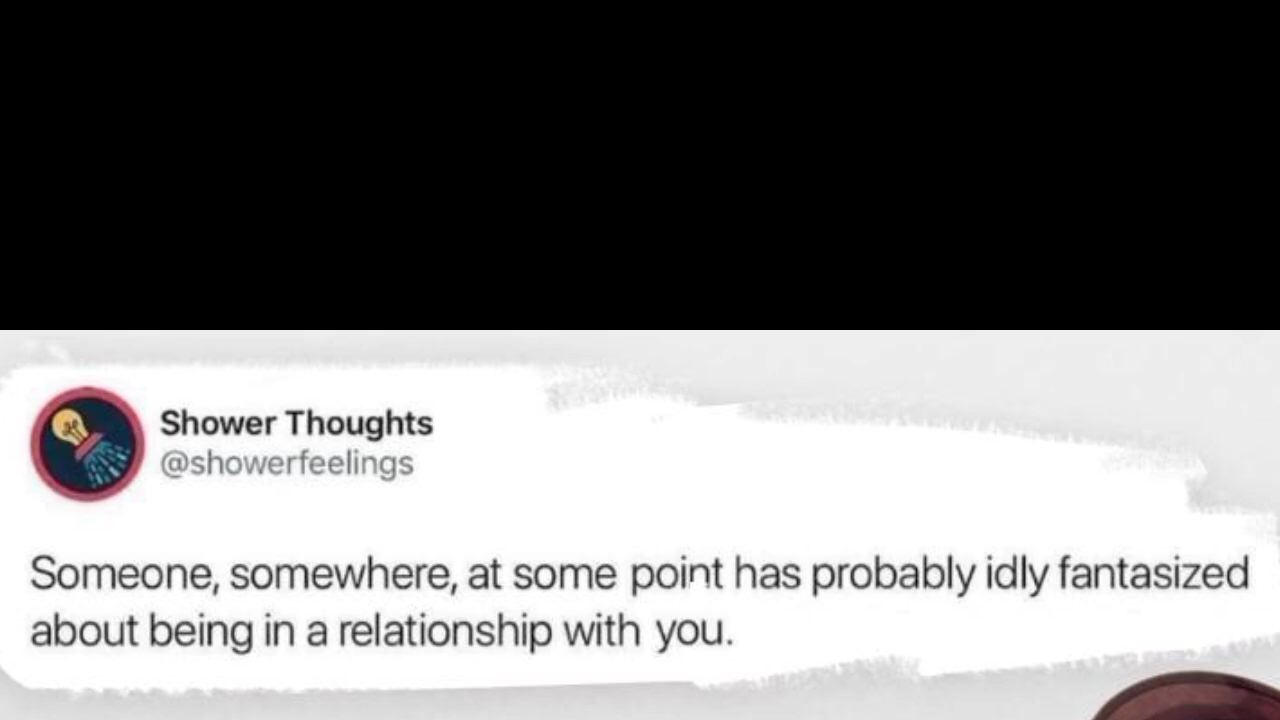 Shower Thoughts
@showerfeelings
Someone, somewhere, at some point has probably idly fantasized
about being in a relationship with you.